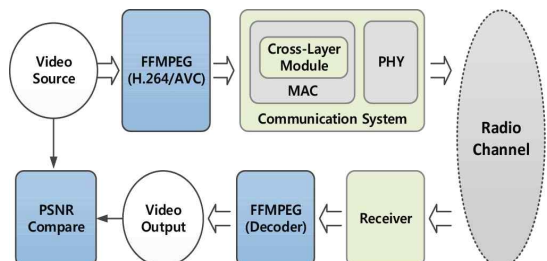 Video
Source
FFMPEG
(H.264/AVC)
Cross-Layer
Module
MAC
PHY
Communication System
Radio
Channel
PSNR
Compare
Video
Output
FFMPEG
(Decoder)
Receiver